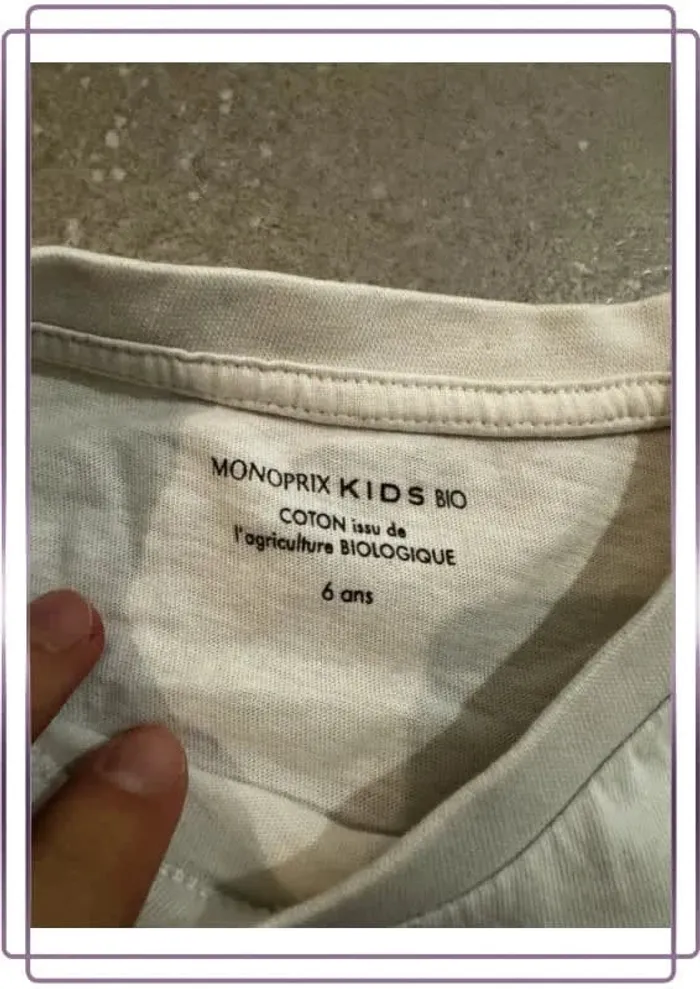 MONOPRIX KIDS BIO
COTON issu de
l'agriculture BIOLOGIQUE
6 ans